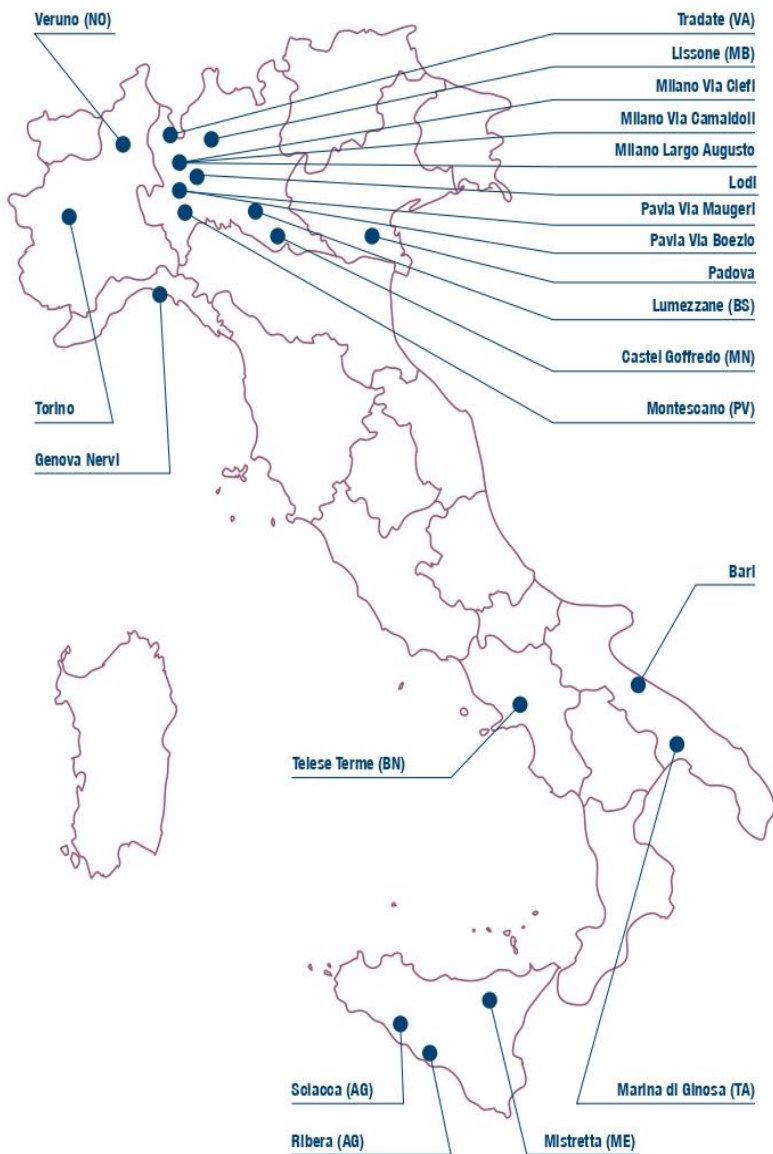 Veruno (NO)
Tradate (VA)
Lissone (MB)
Milano Via Clefi
Milano Via Camaldoli
Milano Largo Augusto
Lodi
Pavia Via Maugeri
Pavia Via Boezio
Padova
Lumezzane (BS)
Castel Goffredo (MN)
Montescano (PV)
Torino
Genova Nervi
Bari
Telese Terme (BN)
Marina di Ginosa (TA)
Sciacca (AG)
Ribera (AG)
Mistretta (ME)